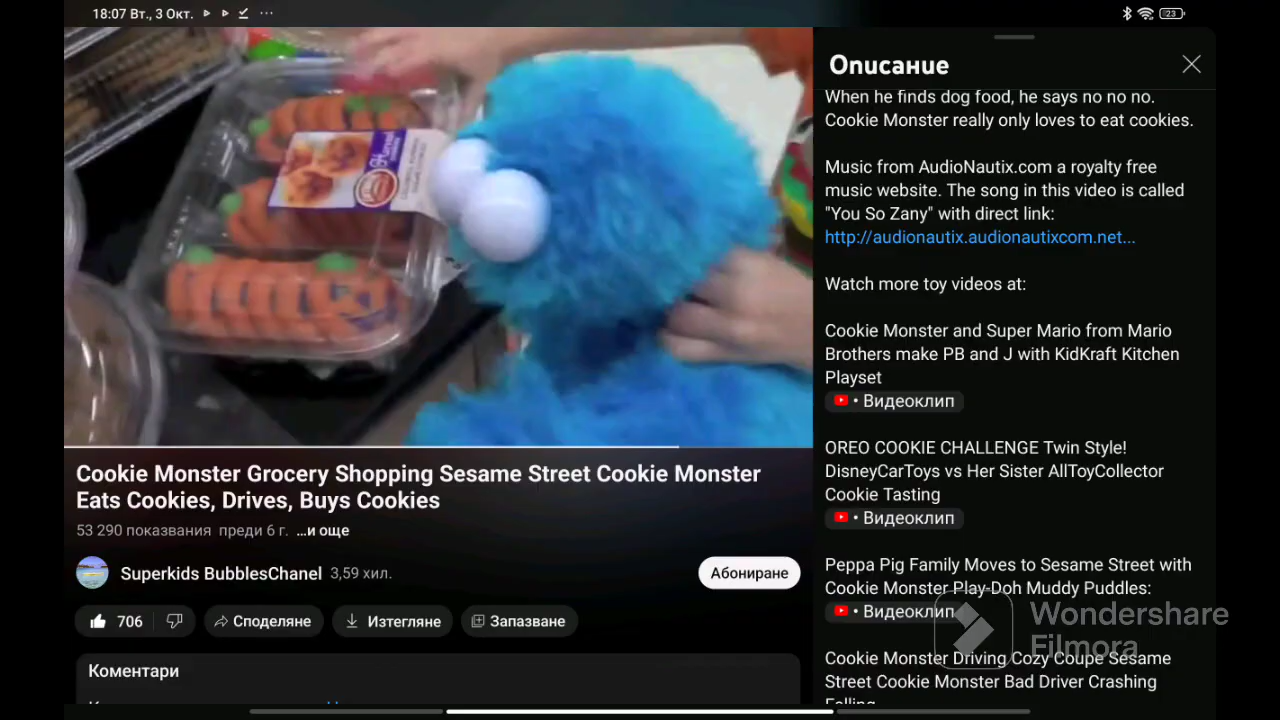 18:07 Вт., 3 Окт.
23
Описание
When he finds dog food, he says no no no.
Cookie Monster really only loves to eat cookies.
Music from AudioNautix.com a royalty free
music website. The song in this video is called
"You So Zany" with direct link:
http://audionautix.audionautixcom.net...
Watch more toy videos at:
Cookie Monster and Super Mario from Mario
Brothers make PB and J with KidKraft Kitchen
Playset
• Видеоклип
OREO COOKIE CHALLENGE Twin Style!
DisneyCarToys vs Her Sister AllToyCollector
Cookie Tasting
• Видеоклип
Peppa Pig Family Moves to Sesame Street with
Cookie Monster Play-Doh Muddy Puddles:
• Видеоклип
Cookie Monster Driving Cozy Coupe Sesame
Street Cookie Monster Bad Driver Crashing
Cookie Monster Grocery Shopping Sesame Street Cookie Monster
Eats Cookies, Drives, Buys Cookies
53 290 показвания преди 6 г. ...и още
Superkids BubblesChanel 3,59 хил.
Абониране
706
Споделяне
Изтегляне
Запазване
Коментари
Wondershare
Filmora